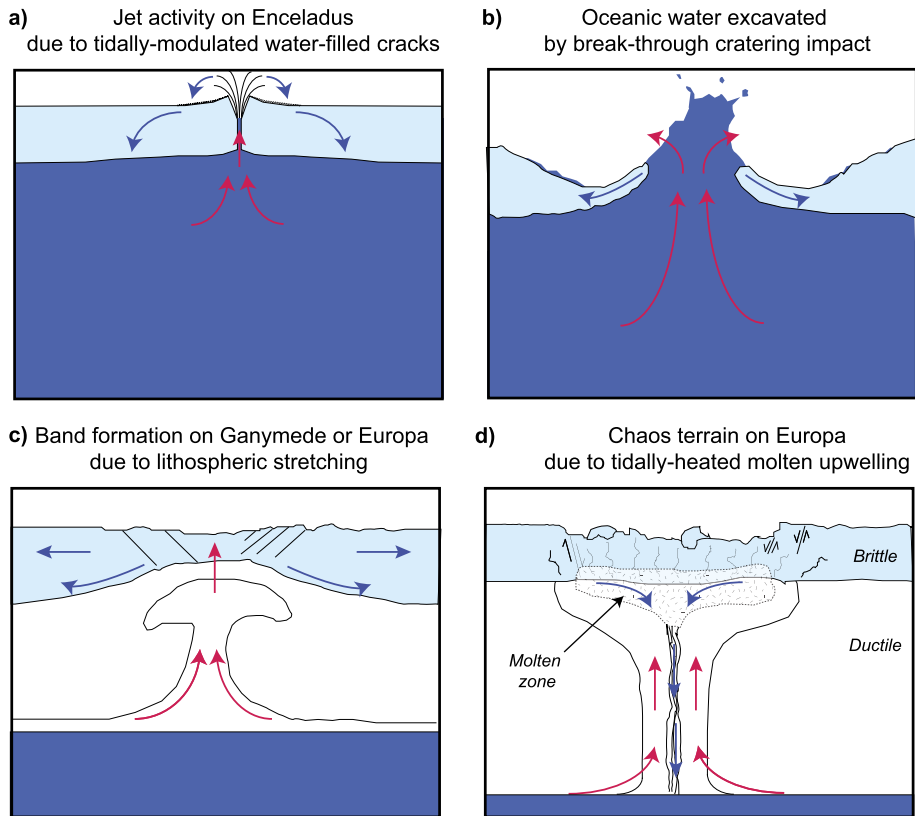 a)
Jet activity on Enceladus
due to tidally-modulated water-filled cracks
b)
Oceanic water excavated
by break-through cratering impact
c) Band formation on Ganymede or Europa
due to lithospheric stretching
d)
Chaos terrain on Europa
due to tidally-heated molten upwelling
Brittle
Ductile
Molten
zone